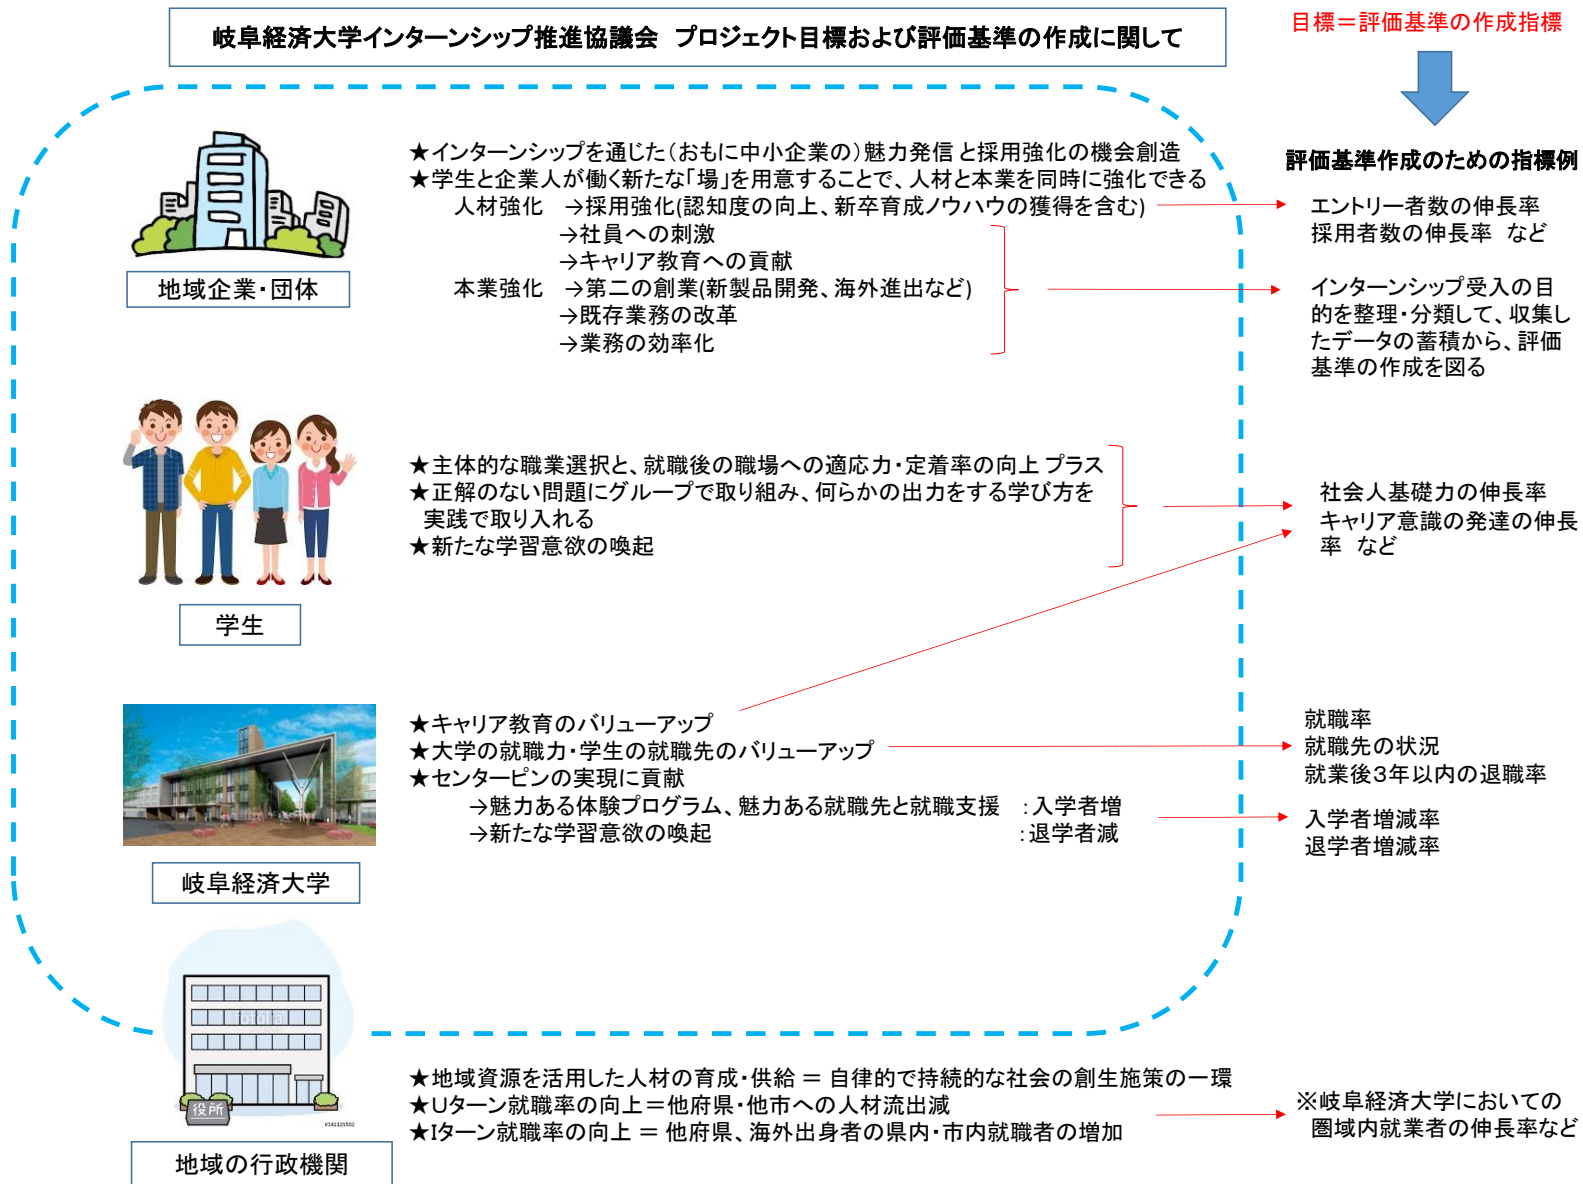 岐阜経済大学インターンシップ推進協議会 プロジェクト目標および評価基準の作成に関して
目標＝評価基準の作成指標
評価基準作成のための指標例
★インターンシップを通じた（おもに中小企業の）魅力発信 と採用強化の機会創造
★学生と企業人が働く新たな「場」を用意することで、人材と本業を同時に強化できる
人材強化 →採用強化(認知度の向上、新卒育成ノウハウの獲得を含む)
→社員への刺激
→キャリア教育への貢献
本業強化 →第二の創業(新製品開発、海外進出など)
→既存業務の改革
→業務の効率化
地域企業・団体
エントリー者数の伸長率
採用者数の伸長率 など
インターンシップ受入の目
的を整理・分類して、収集し
たデータの蓄積から、評価
基準の作成を図る
★主体的な職業選択と、就職後の職場への適応力・定着率の向上 プラス
★正解のない問題にグループで取り組み、何らかの出力をする学び方を
実践で取り入れる
★新たな学習意欲の喚起
学生
社会人基礎力の伸長率
キャリア意識の発達の伸長
率 など
★キャリア教育のバリューアップ
★大学の就職力・学生の就職先のバリューアップ
★センターピンの実現に貢献
→魅力ある体験プログラム、魅力ある就職先と就職支援 ：入学者増
→新たな学習意欲の喚起 ：退学者減
岐阜経済大学
就職率
就職先の状況
就業後３年以内の退職率
入学者増減率
退学者増減率
fotolia
役所
#141125502
★地域資源を活用した人材の育成・供給 ＝ 自律的で持続的な社会の創生施策の一環
★Uターン就職率の向上＝他府県・他市への人材流出減
★Iターン就職率の向上 ＝ 他府県、海外出身者の県内・市内就職者の増加
地域の行政機関
※岐阜経済大学においての
圏域内就業者の伸長率など